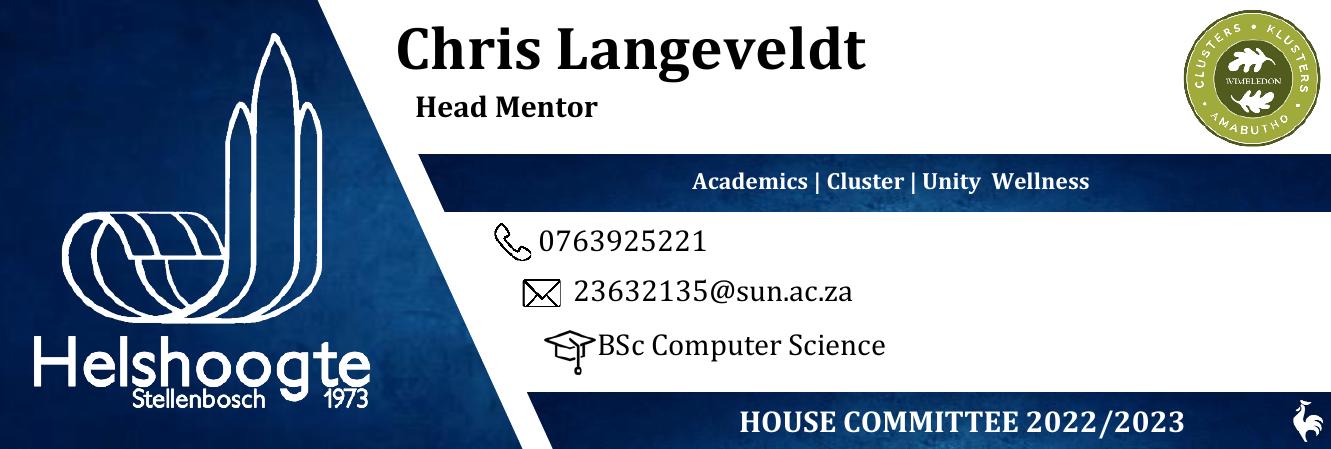 Chris Langeveldt
Head Mentor
CLUSTERS • KLUSTERS • AMABUTHO •
WIMBLEDON
Academics | Cluster | Unity  Wellness
0763925221
23632135@sun.ac.za
BSc Computer Science
Helshoogte
Stellenbosch 1973
HOUSE COMMITTEE 2022/2023